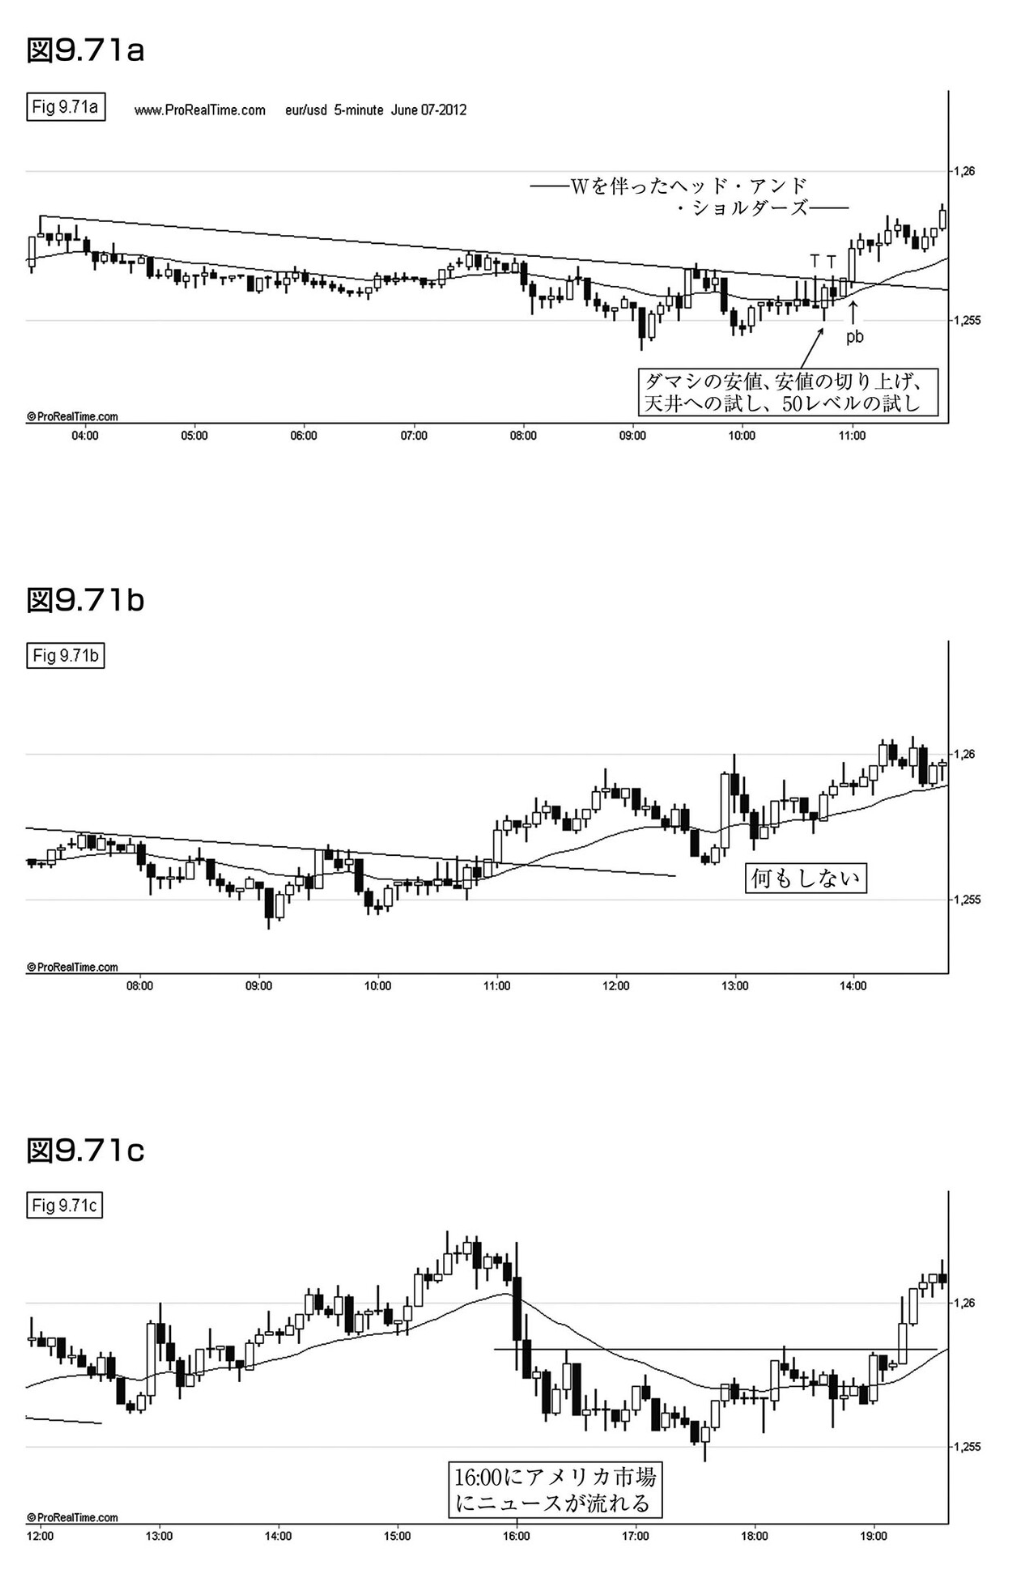 図9.71a
Fig 9.71a
www.ProRealTime.com eur/usd 5-minute June 07-2012
1,26
――Wを伴ったヘッド・アンド
・ショルダーズ――
T T
1,255
pb
ダマシの安値、安値の切り上げ、
天井への試し、50レベルの試し
©ProRealTime.com
04:00 05:00 06:00 07:00 08:00 09:00 10:00 11:00
図9.71b
Fig 9.71b
1,26
何もしない
1,255
©ProRealTime.com
08:00 09:00 10:00 11:00 12:00 13:00 14:00
図9.71c
Fig 9.71c
1,26
1,255
16:00にアメリカ市場
にニュースが流れる
©ProRealTime.com
12:00 13:00 14:00 15:00 16:00 17:00 18:00 19:00